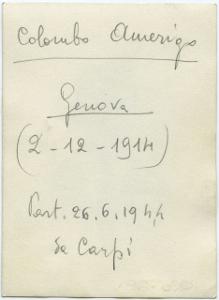 Colombo Amerigo
Genova
(2-12-1914)
Part. 26.6.1944
da Carpi